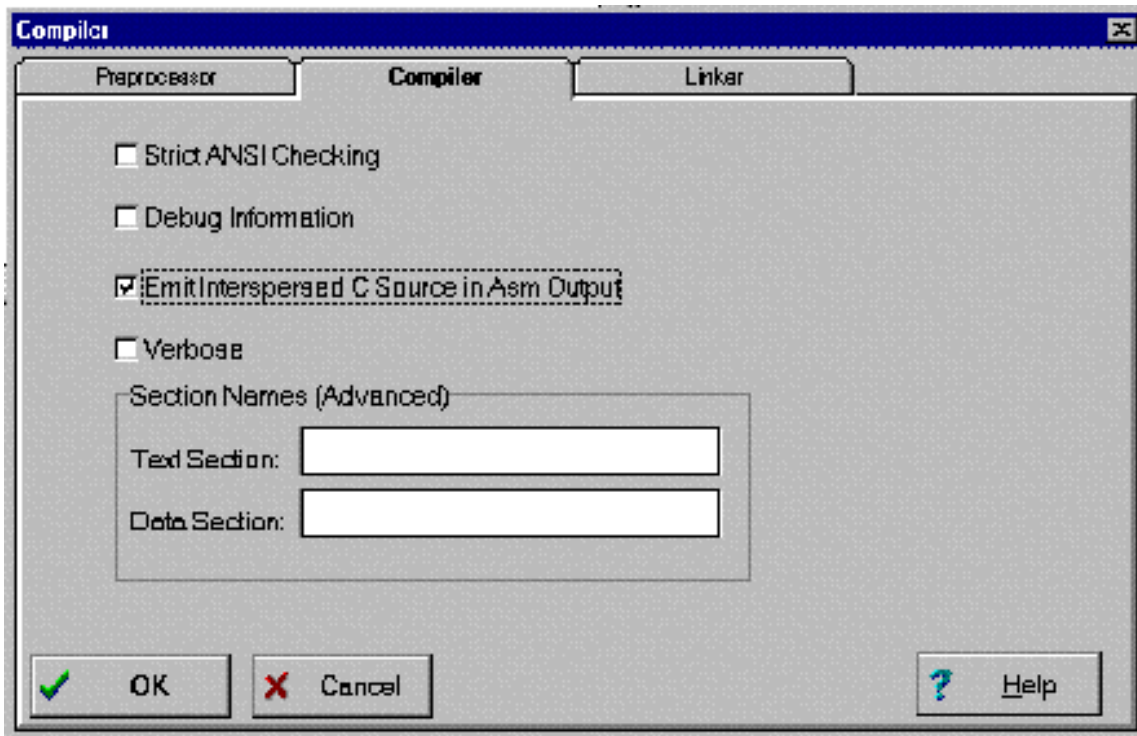 Compiler
Preprocessor Compiler Linker
Strict ANSI Checking
Debug Information
Emit Interspersed C Source in Asm Output
Verbose
Section Names (Advanced)
Text Section:
Data Section:
OK Cancel ? Help